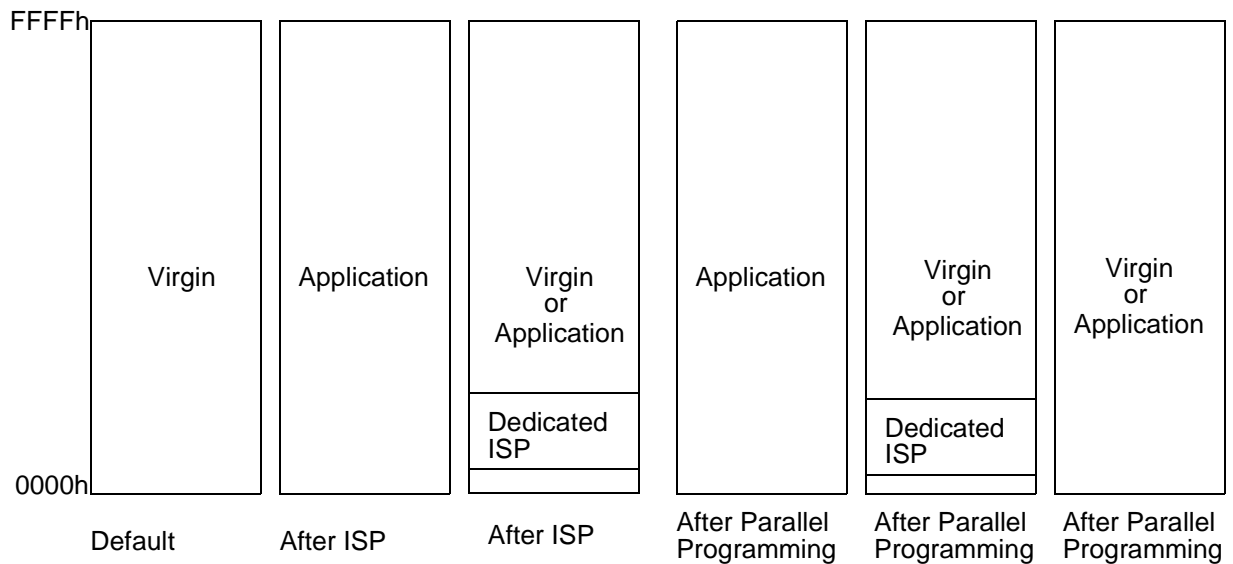 FFFFh
Virgin
Application
Virgin
or
Application
Dedicated
ISP
Application
Virgin
or
Application
Dedicated
ISP
Virgin
or
Application
0000h
Default
After ISP
After ISP
After Parallel
Programming
After Parallel
Programming
After Parallel
Programming